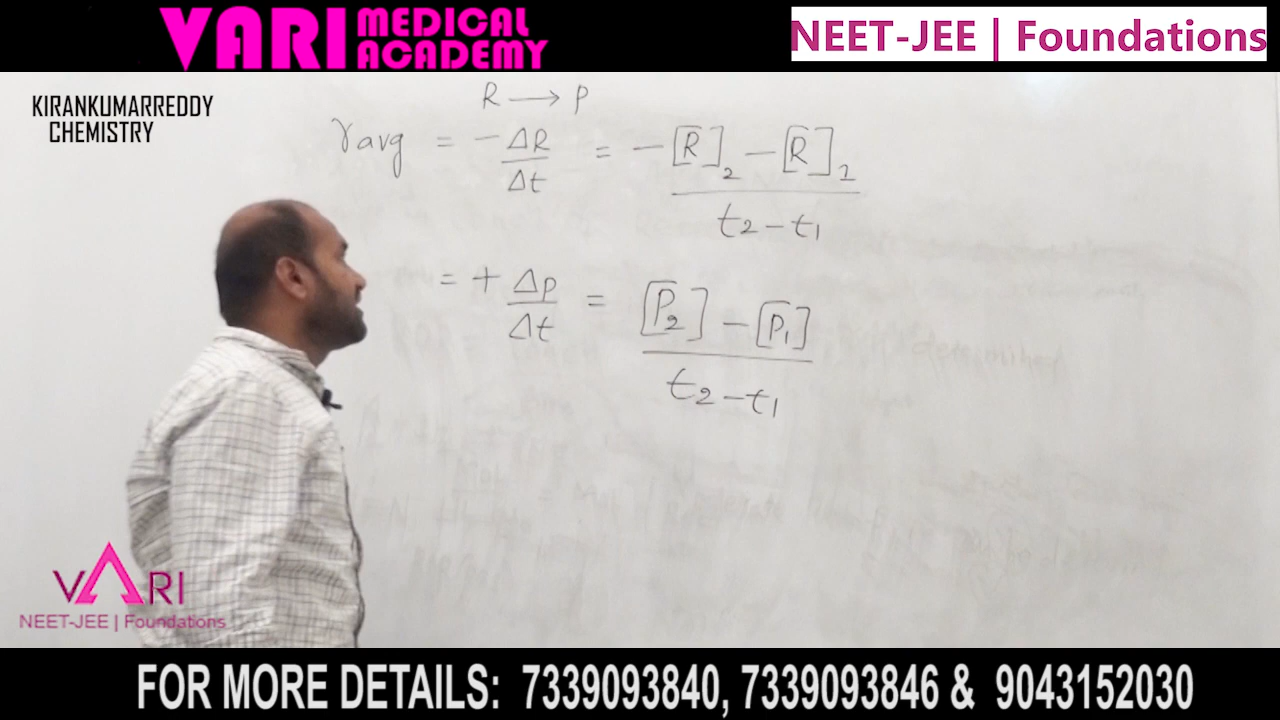 VARI MEDICAL ACADEMY
NEET-JEE | Foundations
KIRANKUMARREDDY
CHEMISTRY
R ⟶ P
r avg = - ΔR/Δt = - [R]₂ - [R]₁ / t₂ - t₁
= + Δp/Δt = [P₂] - [P₁] / t₂ - t₁
VARI
NEET-JEE | Foundations
FOR MORE DETAILS: 7339093840, 7339093846 & 9043152030